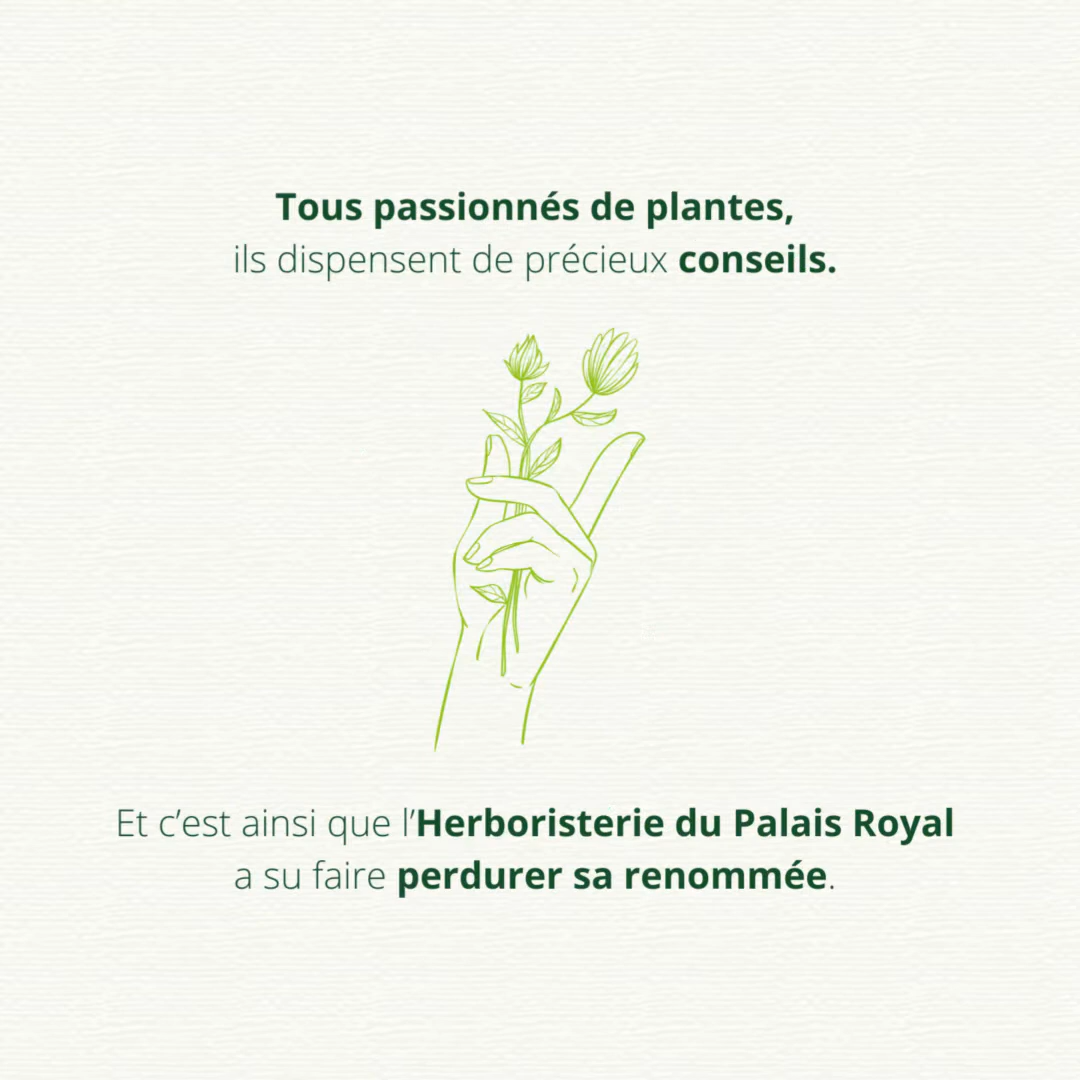 Tous passionnés de plantes,
ils dispensent de précieux conseils.
Et c’est ainsi que l’Herboristerie du Palais Royal
a su faire perdurer sa renommée.